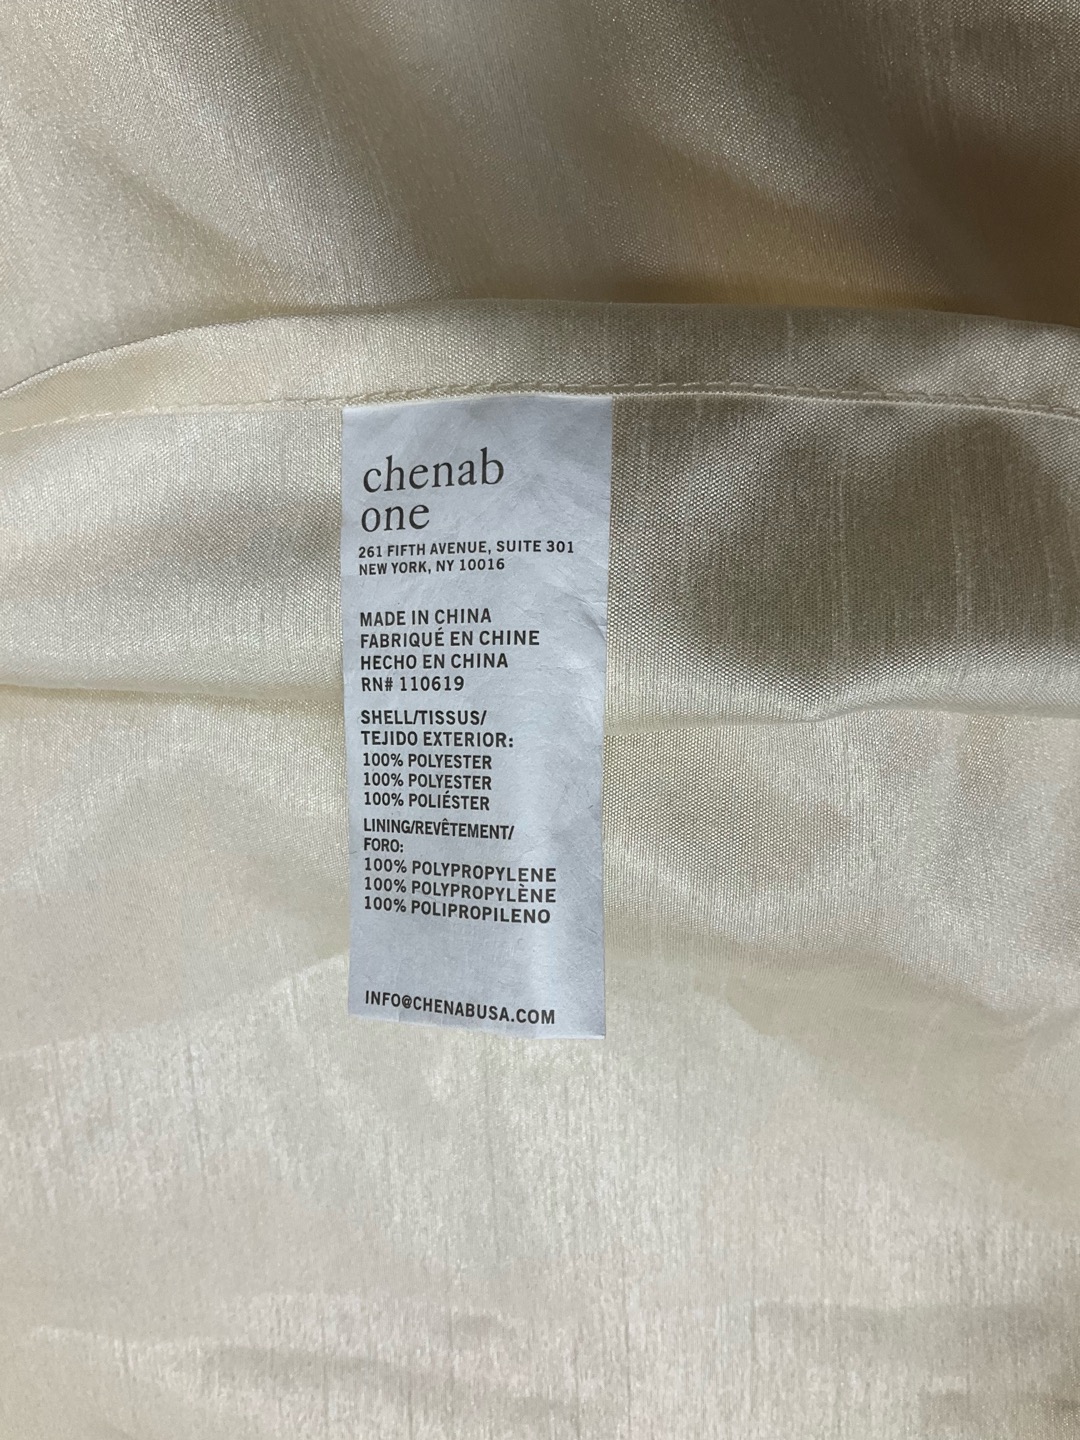 chenab
one
261 FIFTH AVENUE, SUITE 301
NEW YORK, NY 10016
MADE IN CHINA
FABRIQUÉ EN CHINE
HECHO EN CHINA
RN# 110619
SHELL/TISSUS/
TEJIDO EXTERIOR:
100% POLYESTER
100% POLYESTER
100% POLIÉSTER
LINING/REVÊTEMENT/
FORO:
100% POLYPROPYLENE
100% POLYPROPYLÈNE
100% POLIPROPILENO
INFO@CHENABUSA.COM